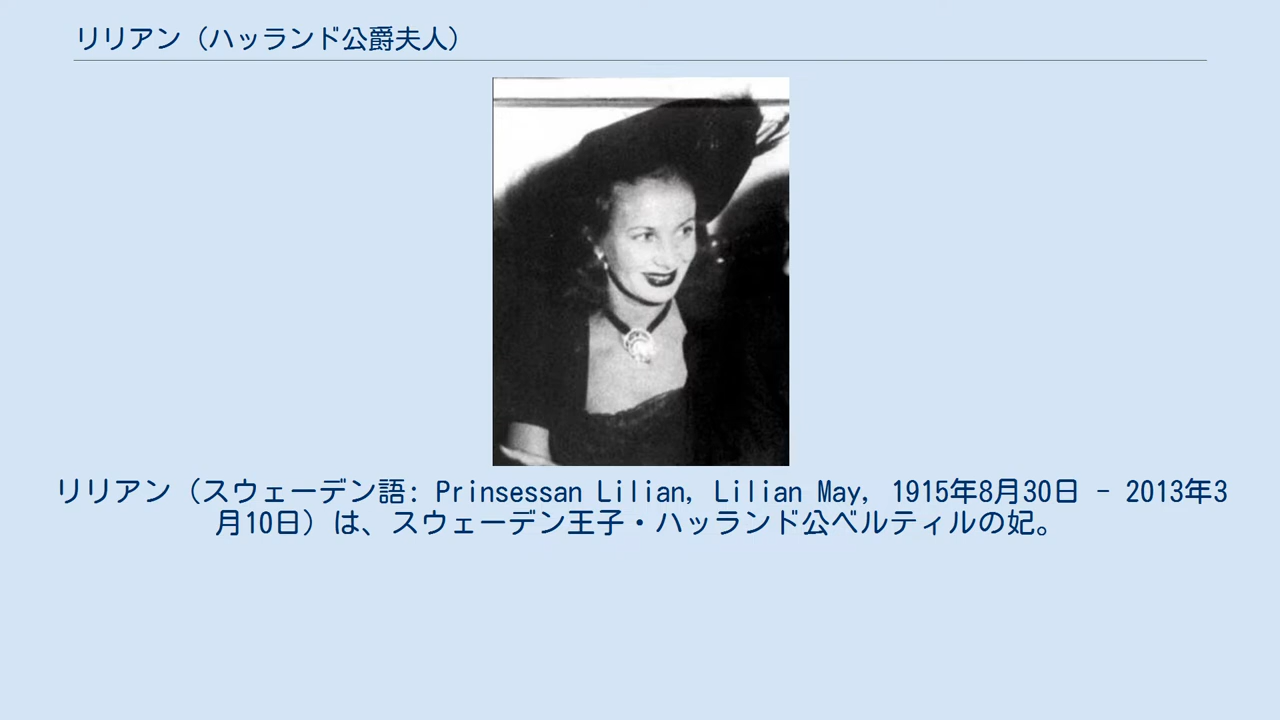 リリアン（ハッランド公爵夫人）
リリアン（スウェーデン語: Prinsessan Lilian, Lilian May, 1915年8月30日 - 2013年3
月10日）は、スウェーデン王子・ハッランド公ベルティルの妃。